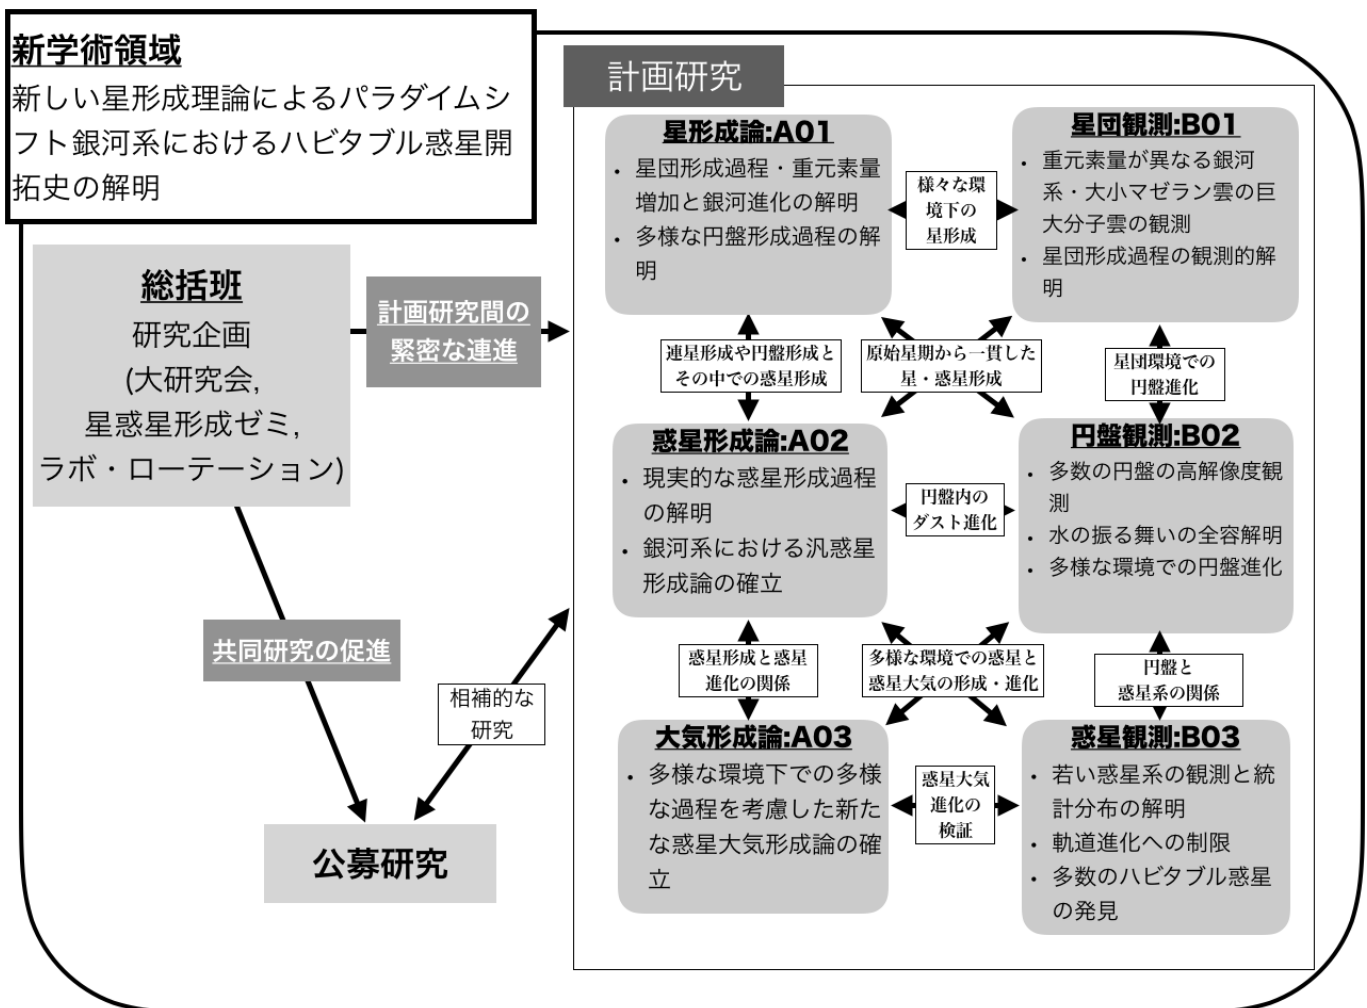 新学術領域
新しい星形成理論によるパラダイムシ
フト銀河系におけるハビタブル惑星開
拓史の解明
総括班
研究企画
(大研究会,
星惑星形成ゼミ,
ラボ・ローテーション)
計画研究間の
緊密な連進
共同研究の促進
相補的な
研究
公募研究
計画研究
星形成論:A01
・星団形成過程・重元素量
増加と銀河進化の解明
・多様な円盤形成過程の解
明
様々な環
境下の
星形成
星団観測:B01
・重元素量が異なる銀河
系・大小マゼラン雲の巨
大分子雲の観測
・星団形成過程の観測的解
明
連星形成や円盤形成と
その中での惑星形成
原始星期から一貫した
星・惑星形成
星団環境での
円盤進化
惑星形成論:A02
・現実的な惑星形成過程
の解明
・銀河系における汎惑星
形成論の確立
円盤内の
ダスト進化
円盤観測:B02
・多数の円盤の高解像度観
測
・水の振る舞いの全容解明
・多様な環境での円盤進化
惑星形成と惑星
進化の関係
多様な環境での惑星と
惑星大気の形成・進化
円盤と
惑星系の関係
大気形成論:A03
・多様な環境下での多様
な過程を考慮した新た
な惑星大気形成論の確
立
惑星大気
進化の
検証
惑星観測:B03
・若い惑星系の観測と統
計分布の解明
・軌道進化への制限
・多数のハビタブル惑星
の発見